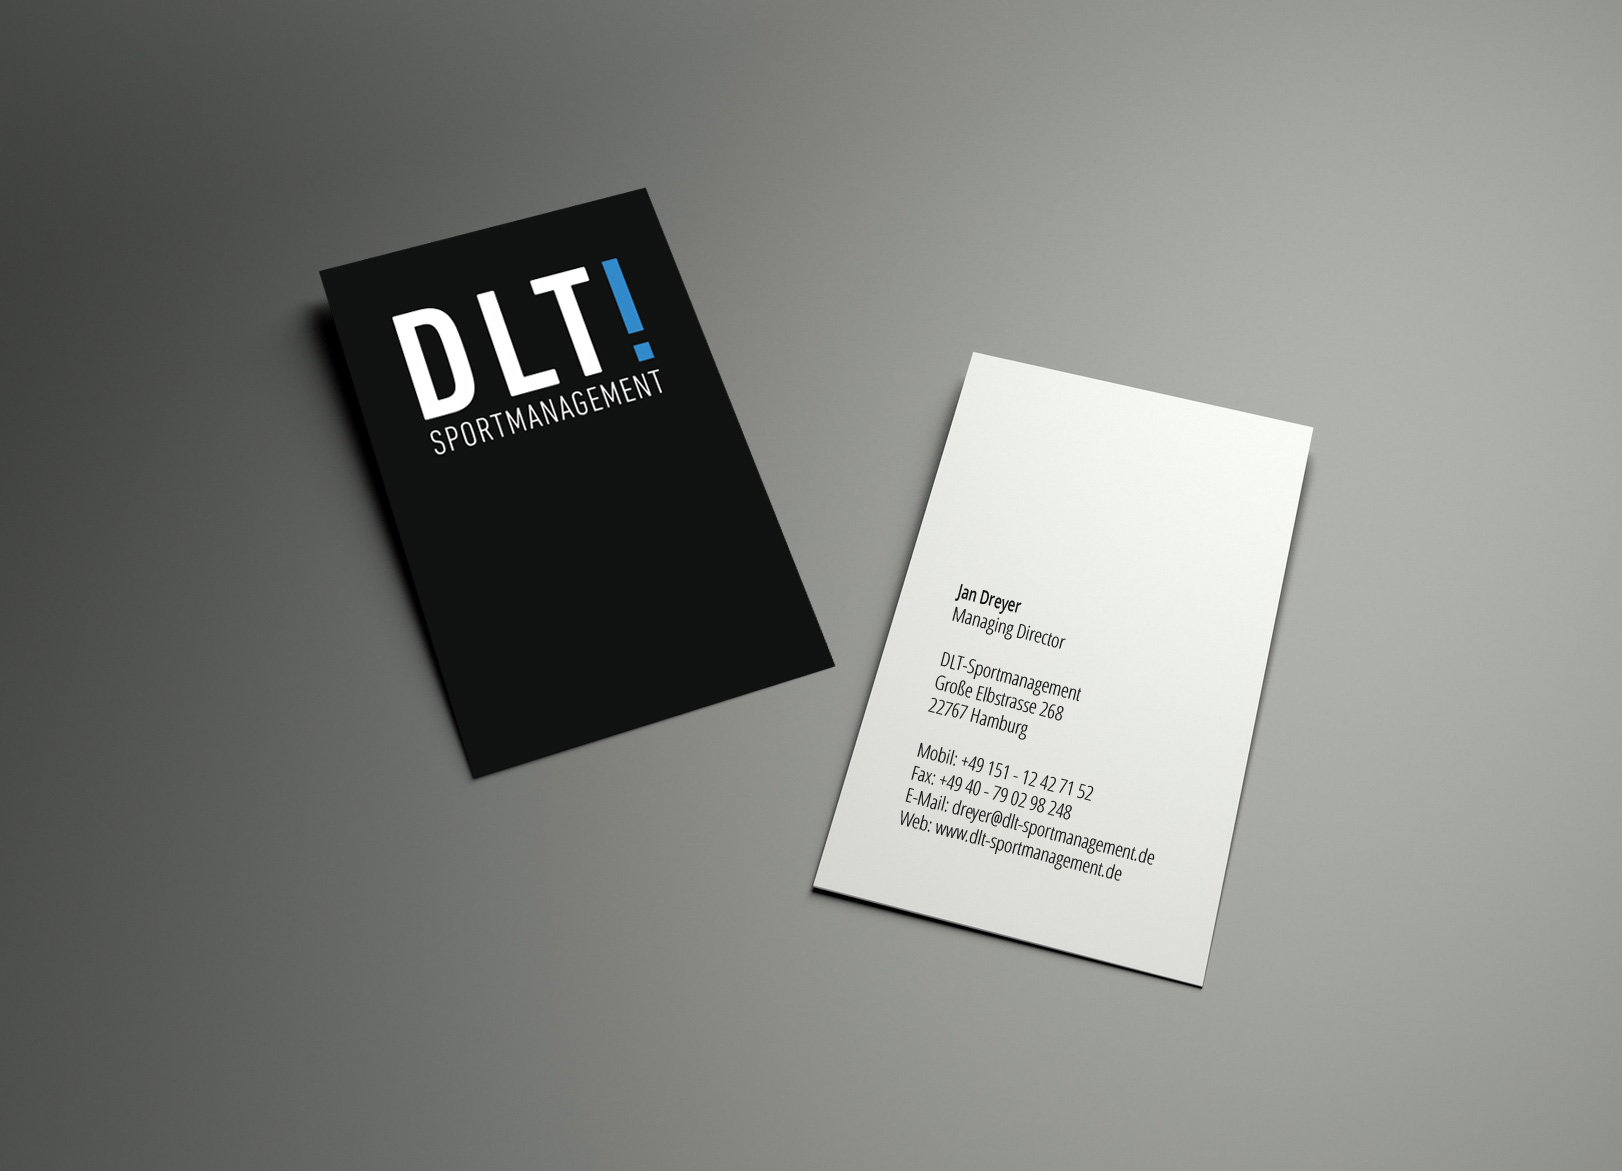 DLT!
SPORTMANAGEMENT
Jan Dreyer
Managing Director
DLT-Sportmanagement
Große Elbstrasse 268
22767 Hamburg
Mobil: +49 151 - 12 42 71 52
Fax: +49 40 - 79 02 98 248
E-Mail: dreyer@dlt-sportmanagement.de
Web: www.dlt-sportmanagement.de